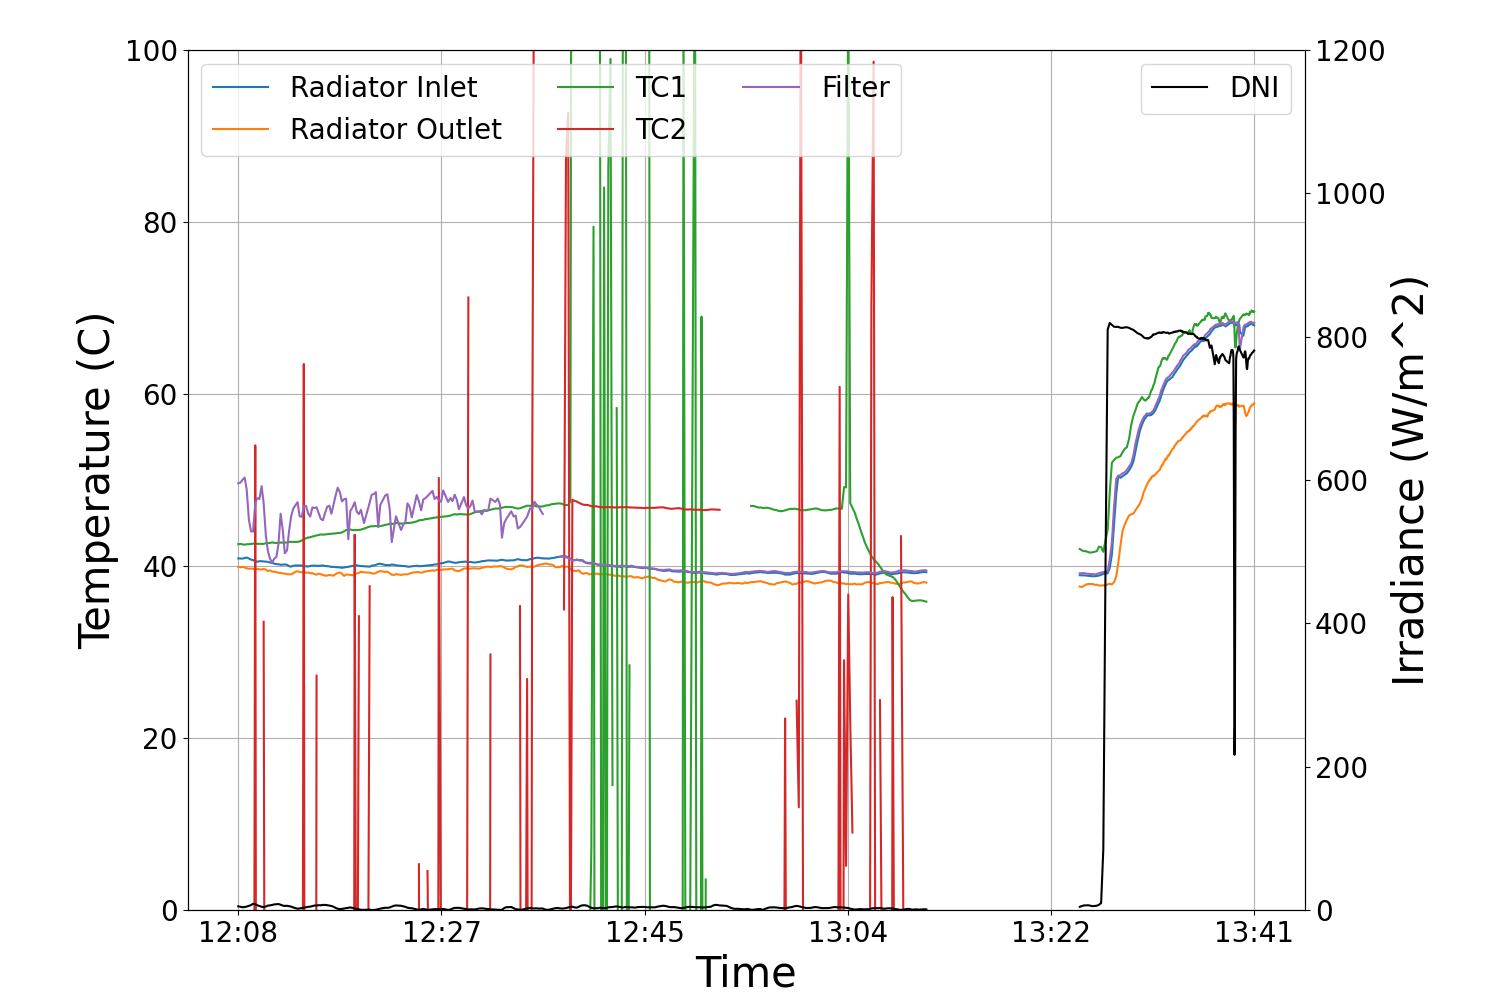 100
80
60
40
20
0
Temperature (C)
Radiator Inlet
Radiator Outlet
TC1
TC2
Filter
DNI
1200
1000
800
600
400
200
0
Irradiance (W/m^2)
12:08
12:27
12:45
13:04
13:22
13:41
Time